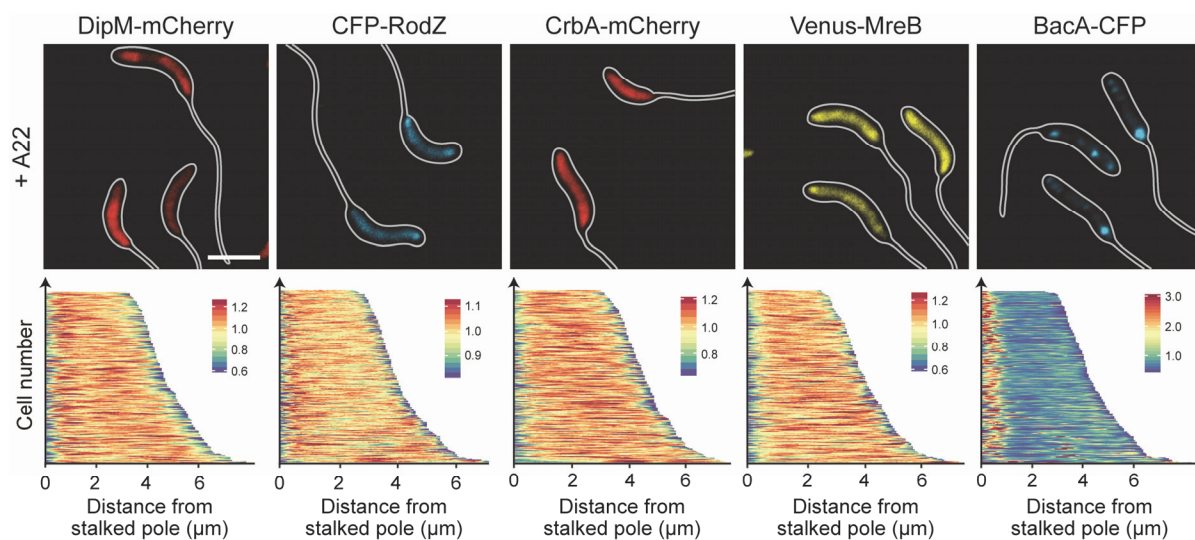 DipM-mCherry CFP-RodZ CrbA-mCherry Venus-MreB BacA-CFP
+ A22
Cell number
1.2 1.1 1.2 1.2 3.0
1.0 1.0 1.0 1.0 2.0
0.8 0.9 0.8 0.8 1.0
0.6 0.6
0 2 4 6 0 2 4 6 0 2 4 6 0 2 4 6 0 2 4 6
Distance from Distance from Distance from Distance from Distance from
stalked pole (µm) stalked pole (µm) stalked pole (µm) stalked pole (µm) stalked pole (µm)